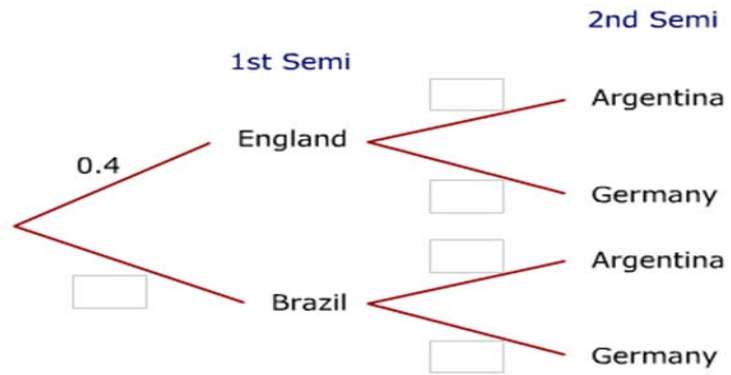 2nd Semi
1st Semi
Argentina
England
0.4
Germany
Argentina
Brazil
Germany